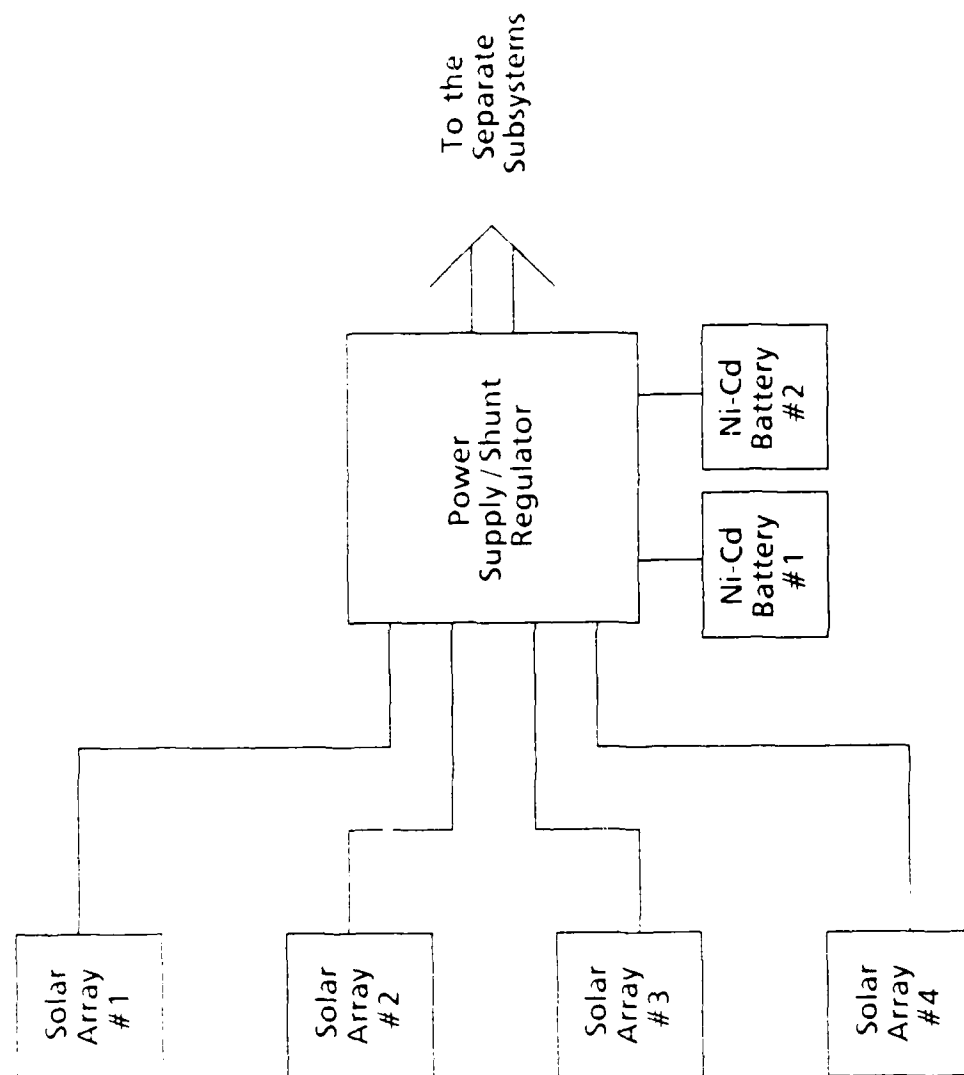 Solar
Array
#1
Solar
Array
#2
Solar
Array
#3
Solar
Array
#4
Power
Supply / Shunt
Regulator
Ni-Cd
Battery
#1
Ni-Cd
Battery
#2
To the
Separate
Subsystems